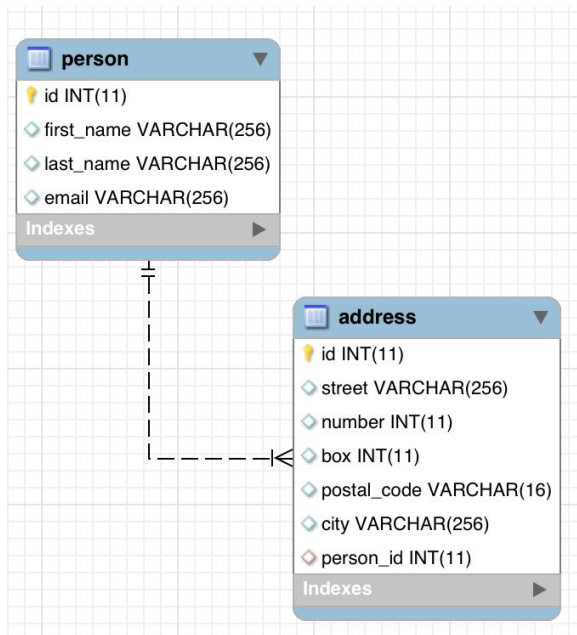 person
id INT(11)
first_name VARCHAR(256)
last_name VARCHAR(256)
email VARCHAR(256)
Indexes
address
id INT(11)
street VARCHAR(256)
number INT(11)
box INT(11)
postal_code VARCHAR(16)
city VARCHAR(256)
person_id INT(11)
Indexes